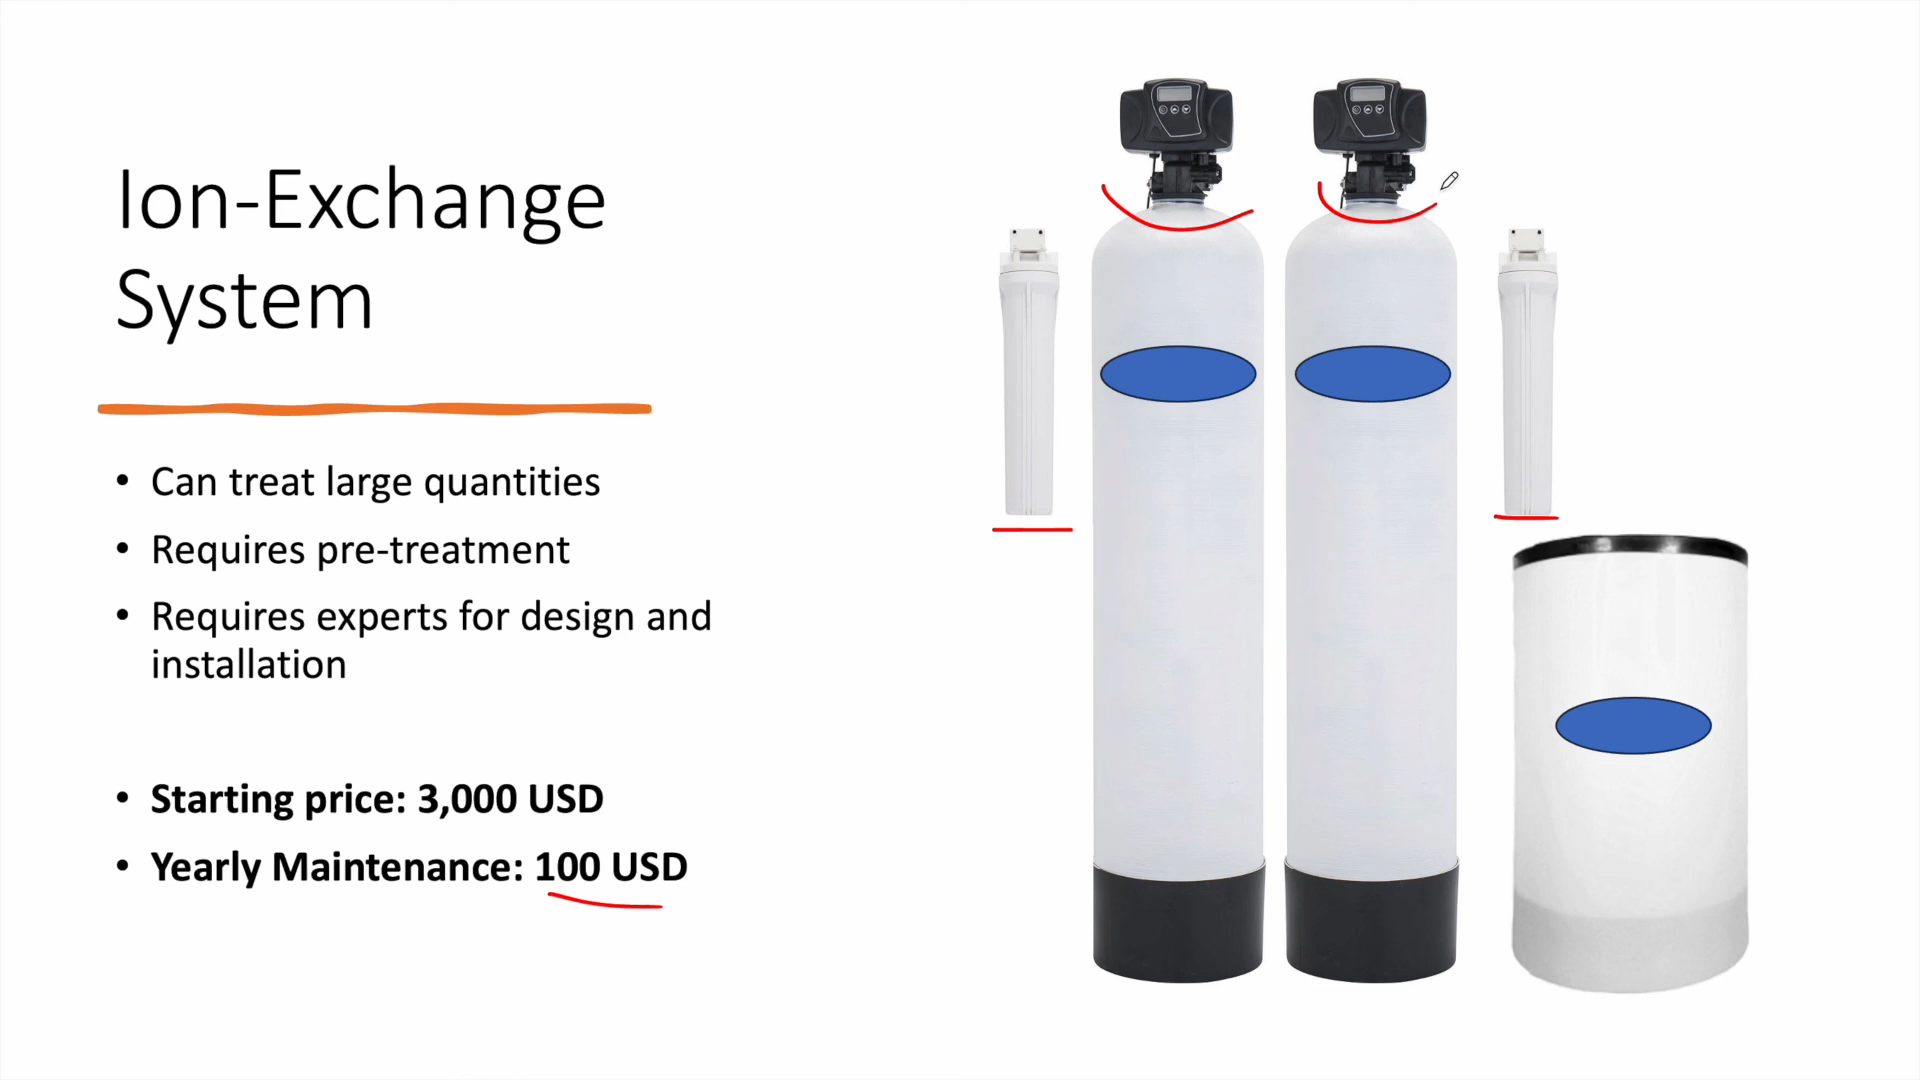 Ion-Exchange
System
• Can treat large quantities
• Requires pre-treatment
• Requires experts for design and
installation
• Starting price: 3,000 USD
• Yearly Maintenance: 100 USD